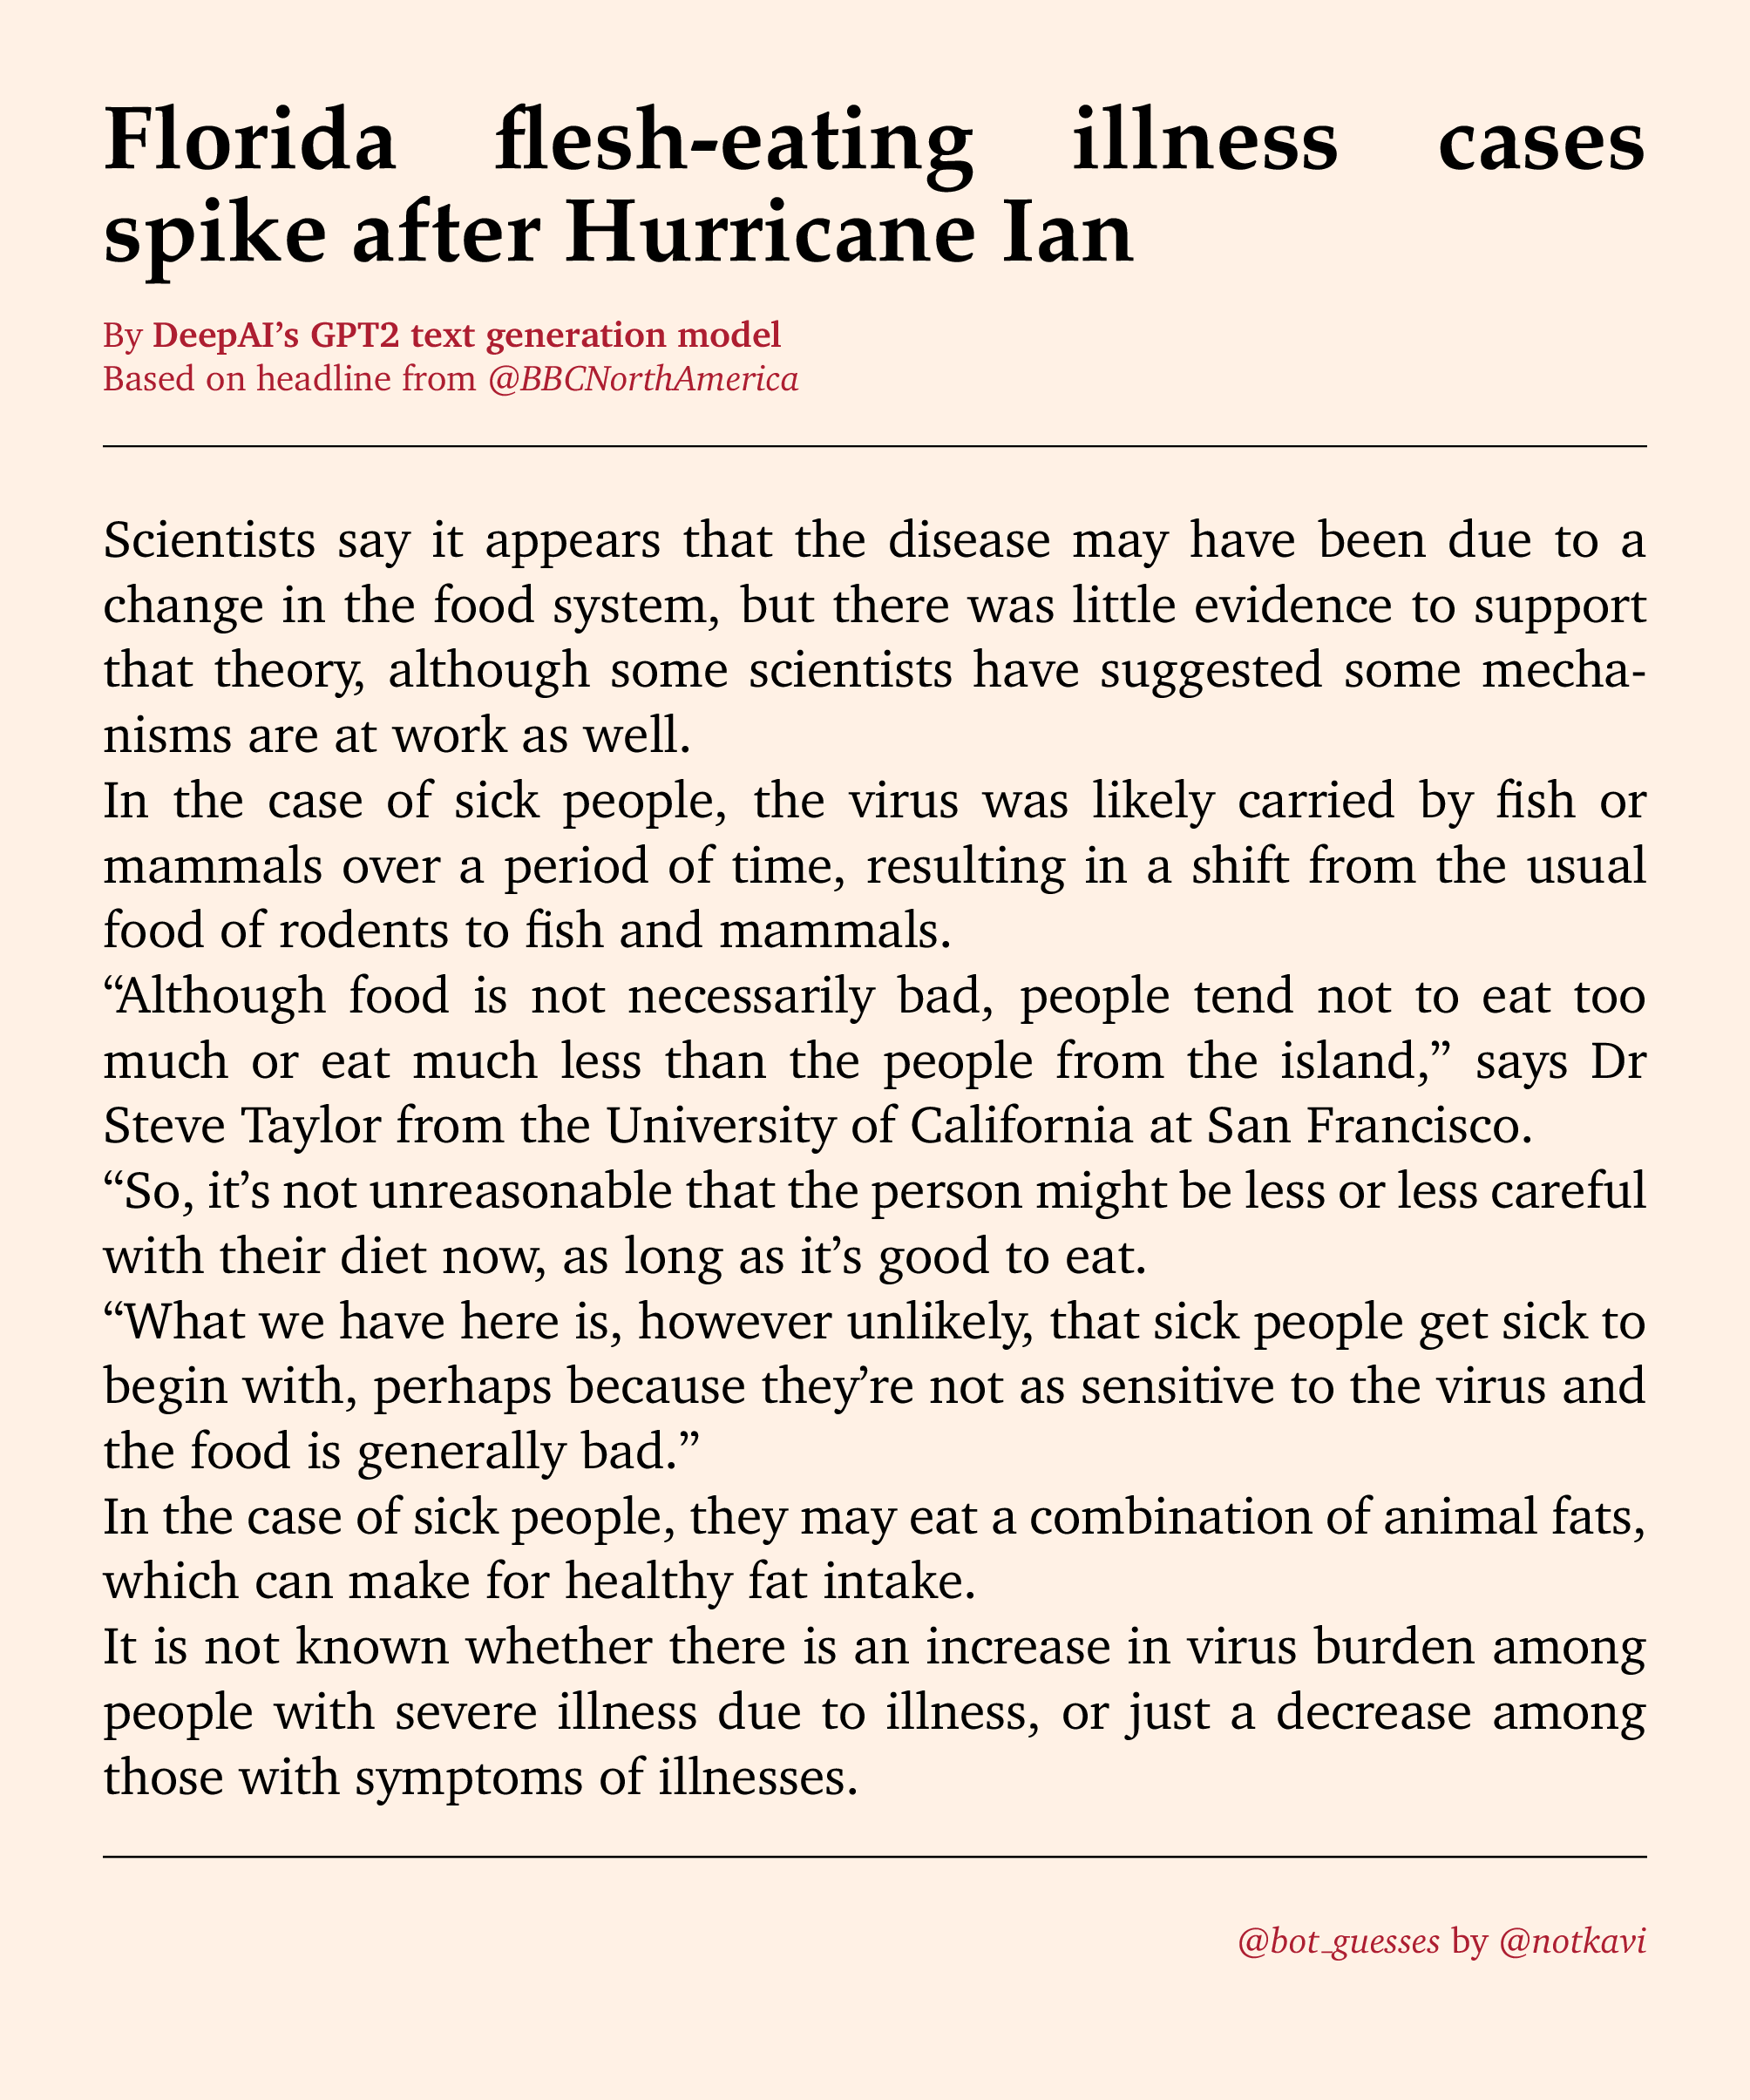 Florida flesh-eating illness cases
spike after Hurricane Ian
By DeepAI’s GPT2 text generation model
Based on headline from @BBCNorthAmerica
Scientists say it appears that the disease may have been due to a
change in the food system, but there was little evidence to support
that theory, although some scientists have suggested some mecha-
nisms are at work as well.
In the case of sick people, the virus was likely carried by fish or
mammals over a period of time, resulting in a shift from the usual
food of rodents to fish and mammals.
“Although food is not necessarily bad, people tend not to eat too
much or eat much less than the people from the island,” says Dr
Steve Taylor from the University of California at San Francisco.
“So, it’s not unreasonable that the person might be less or less careful
with their diet now, as long as it’s good to eat.
“What we have here is, however unlikely, that sick people get sick to
begin with, perhaps because they’re not as sensitive to the virus and
the food is generally bad.”
In the case of sick people, they may eat a combination of animal fats,
which can make for healthy fat intake.
It is not known whether there is an increase in virus burden among
people with severe illness due to illness, or just a decrease among
those with symptoms of illnesses.
@bot_guesses by @notkavi